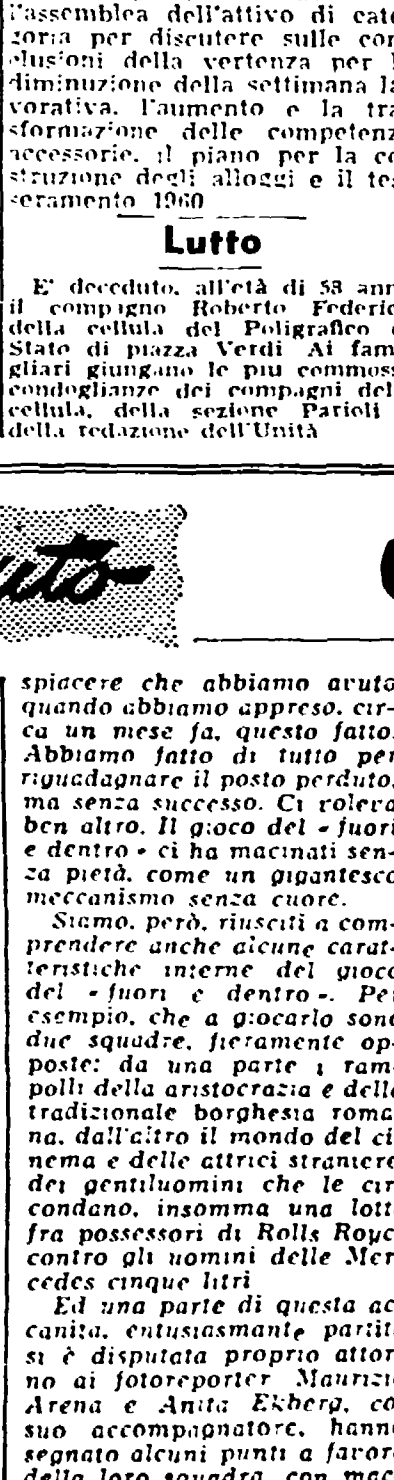 l'assemblea dell'attivo di cate
goria per discutere sulle con
clusioni della vertenza per l
diminuzione della settimana la
vorativa, l'aumento e la tra
sformazione delle competenz
accessorie, il piano per la co
struzione degli alloggi e il tes
seramento 1960
Lutto
E' deceduto, all'età di 58 ann
il compagno Roberto Federic
della cellula del Poligrafico
Stato di piazza Verdi Ai fam
gliari giungano le più commoss
condoglianze dei compagni del
cellula, della sezione Parioli
della redazione dell'Unità
spiacere che abbiamo avuto
quando abbiamo appreso, cir-
ca un mese fa, questo fatto.
Abbiamo fatto di tutto per
riguadagnare il posto perduto,
ma senza successo. Ci voleva
ben altro. Il gioco del « fuori
e dentro » ci ha macinati sen-
za pietà, come un gigantesco
meccanismo senza cuore.
Siamo, però, riusciti a com-
prendere anche alcune carat-
teristiche interne del gioco
del « fuori e dentro ». Per
esempio, che a giocarlo sono
due squadre, fieramente op-
poste: da una parte i ram-
polli della aristocrazia e della
tradizionale borghesia roma
na, dall'altro il mondo del ci
nema e delle attrici straniere
dei gentiluomini che le cir
condano, insomma una lott
fra possessori di Rolls Royc
contro gli uomini delle Mer
cedes cinque litri
Ed una parte di questa ac
canita, entusiasmante partit
si è disputata proprio attor
no ai fotoreporter Maurizi
Arena e Anita Ekberg, co
suo accompagnatore, hann
segnato alcuni punti a favor
della loro squadra, con mac